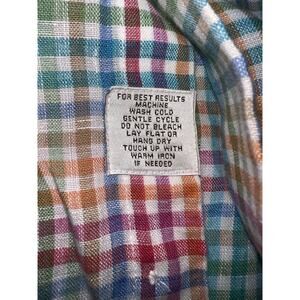 FOR BEST RESULTS
MACHINE
WASH COLD
GENTLE CYCLE
DO NOT BLEACH
LAY FLAT OR
HANG DRY
TOUCH UP WITH
WARM IRON
IF NEEDED